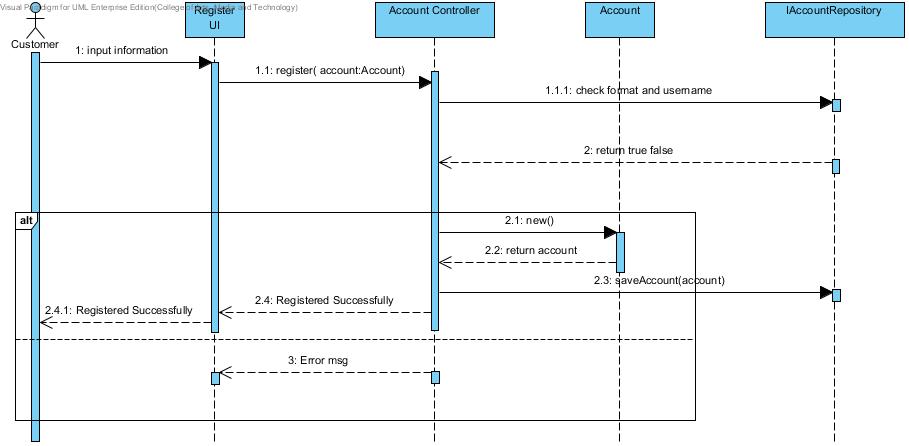 Visual Paradigm for UML Enterprise Edition(College of Arts, Media and Technology)
Register
UI
Account Controller
Account
IAccountRepository
Customer
1: input information
1.1: register( account:Account)
1.1.1: check format and username
2: return true false
alt
2.1: new()
2.2: return account
2.3: saveAccount(account)
2.4: Registered Successfully
2.4.1: Registered Successfully
3: Error msg